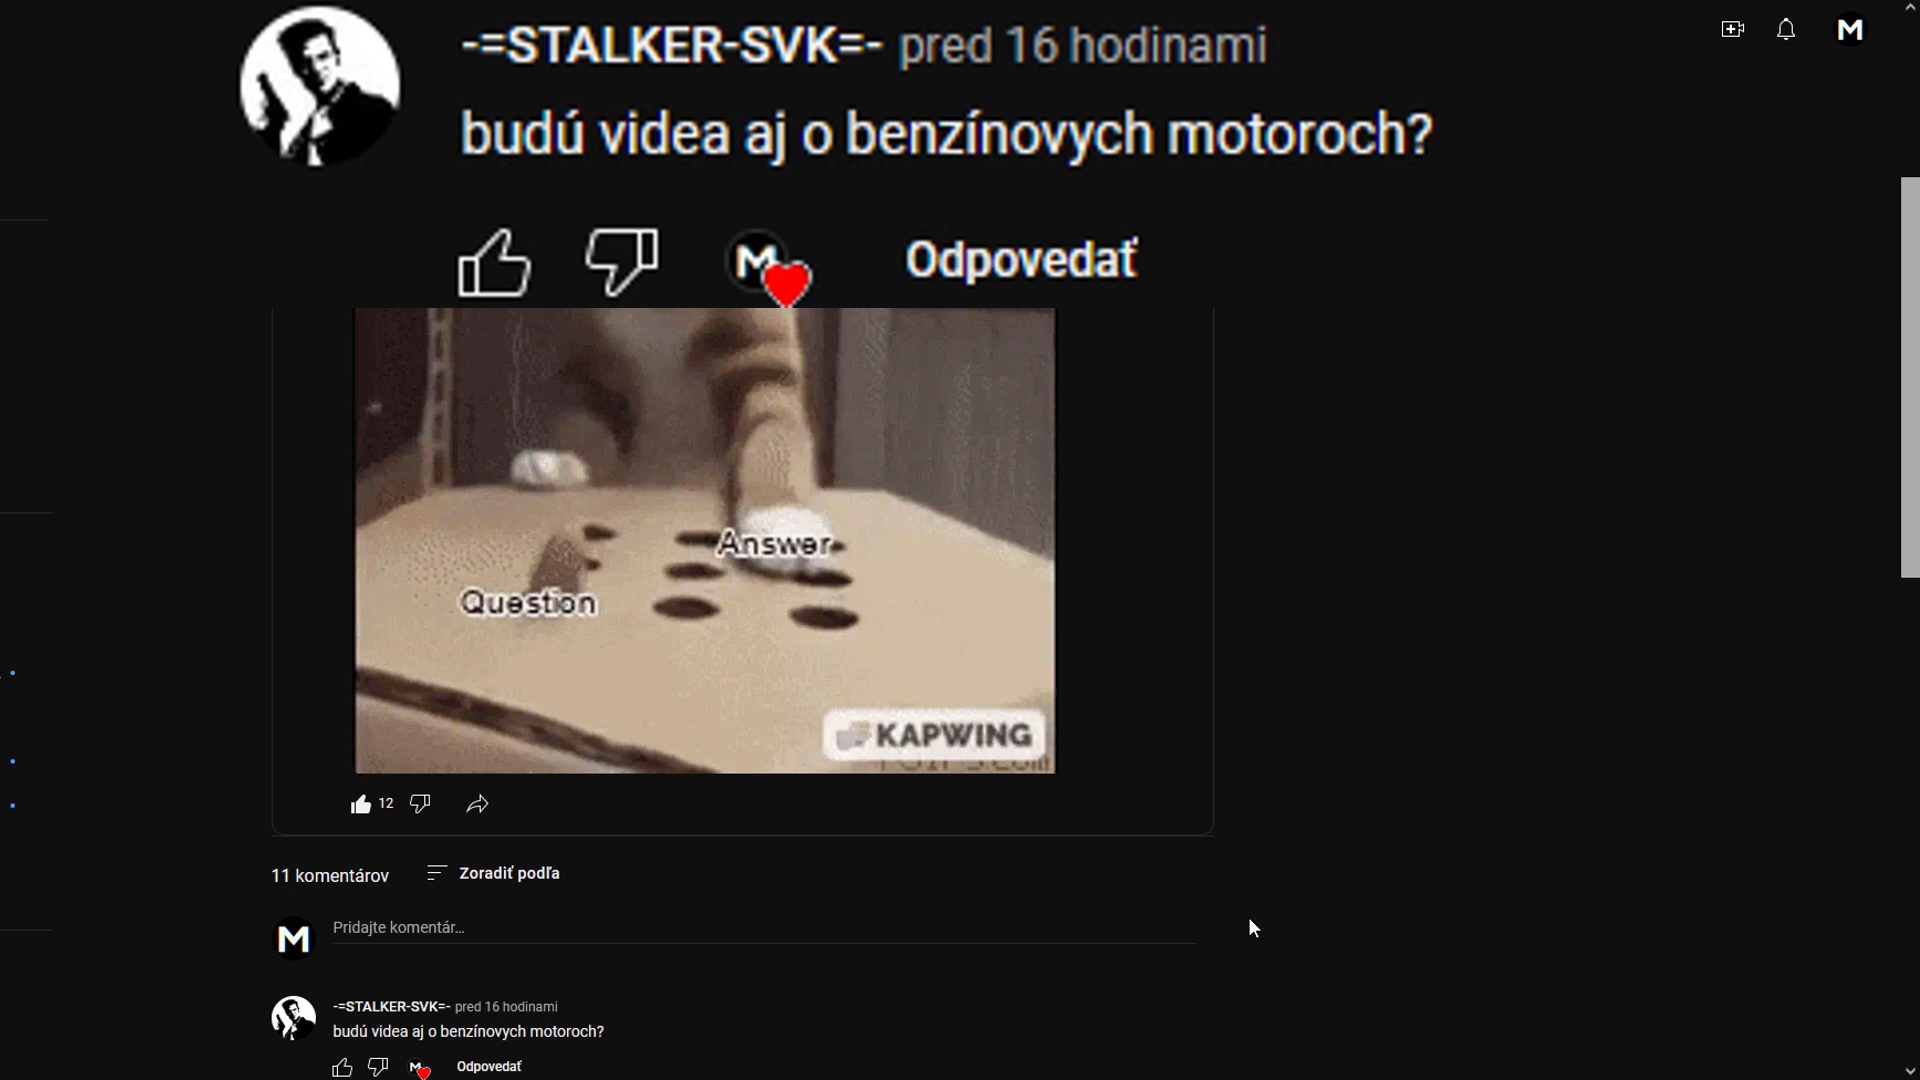 -=STALKER-SVK=- pred 16 hodinami
budú videa aj o benzínovych motoroch?
M
M
Odpovedať
Answer
Question
KAPWING
12
11 komentárov
Zoradiť podľa
M
Pridajte komentár...
-=STALKER-SVK=- pred 16 hodinami
budú videa aj o benzínovych motoroch?
M
Odpovedať